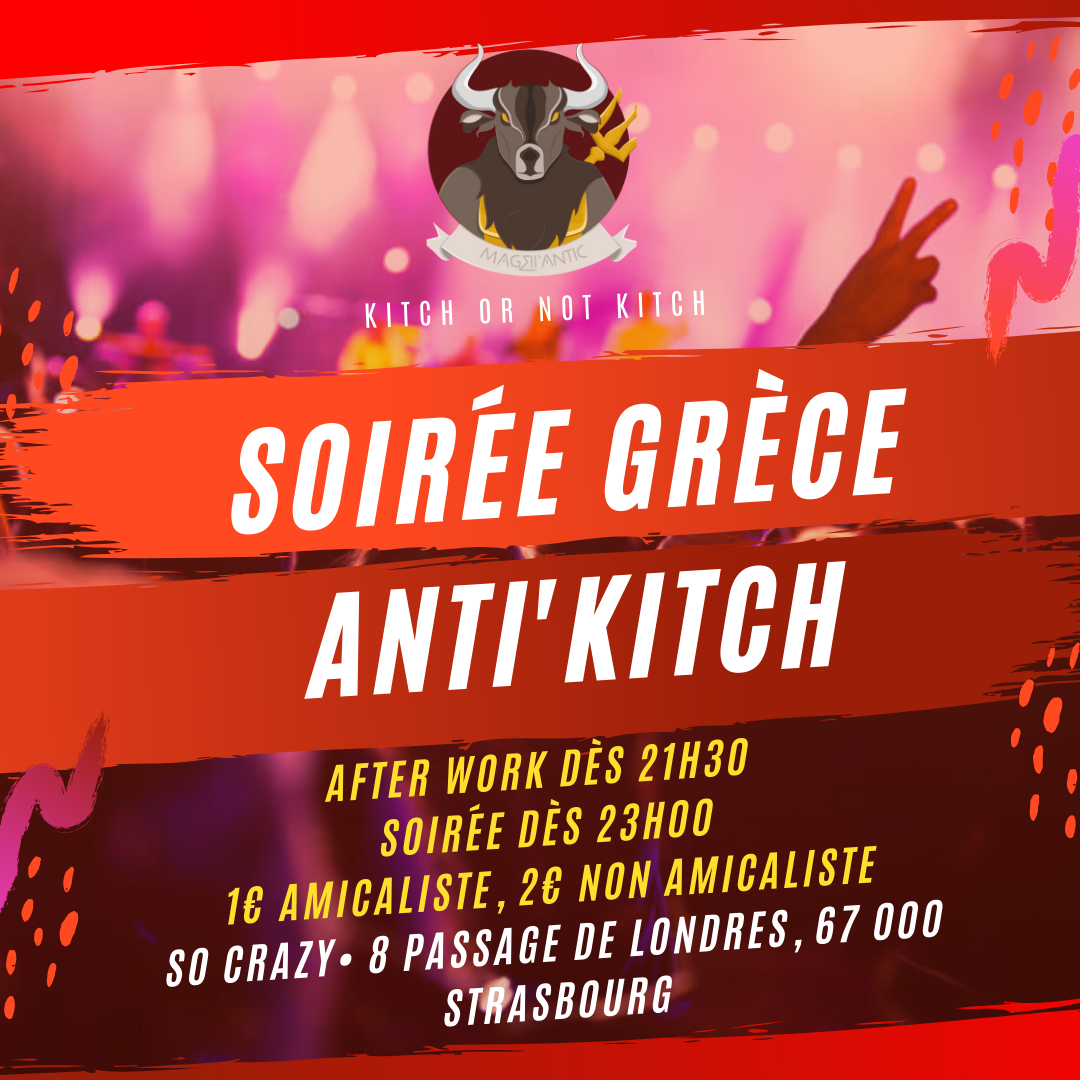 MAGΣΠ'ANTIC
KITCH OR NOT KITCH
SOIRÉE GRÈCE
ANTI'KITCH
AFTER WORK DÈS 21H30
SOIRÉE DÈS 23H00
1€ AMICALISTE, 2€ NON AMICALISTE
SO CRAZY• 8 PASSAGE DE LONDRES, 67 000
STRASBOURG